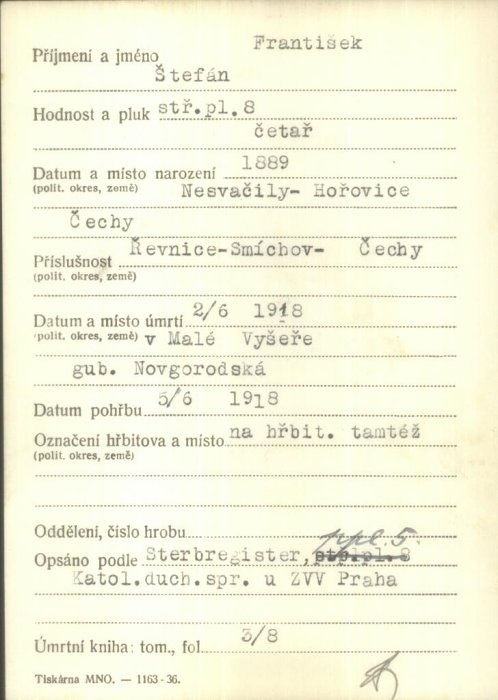 František
Příjmení a jméno
Štefán
Hodnost a pluk stř.pl.8
četař
Datum a místo narození 1889
(polit. okres, země) Nesvačily- Hořovice
Čechy
Řevnice-Smíchov- Čechy
Příslušnost
(polit. okres, země)
Datum a místo úmrtí 2/6 1918
(polit. okres, země) v Malé Vyšeře
gub. Novgorodská
Datum pohřbu 5/6 1918
Označení hřbitova a místo na hřbit. tamtéž
(polit. okres, země)
Oddělení, číslo hrobu
ppl. 5.
Opsáno podle Sterbregister, stř.pl.8
Katol.duch.spr. u ZVV Praha
Úmrtní kniha: tom., fol. 3/8
Tiskárna MNO. — 1163-36.